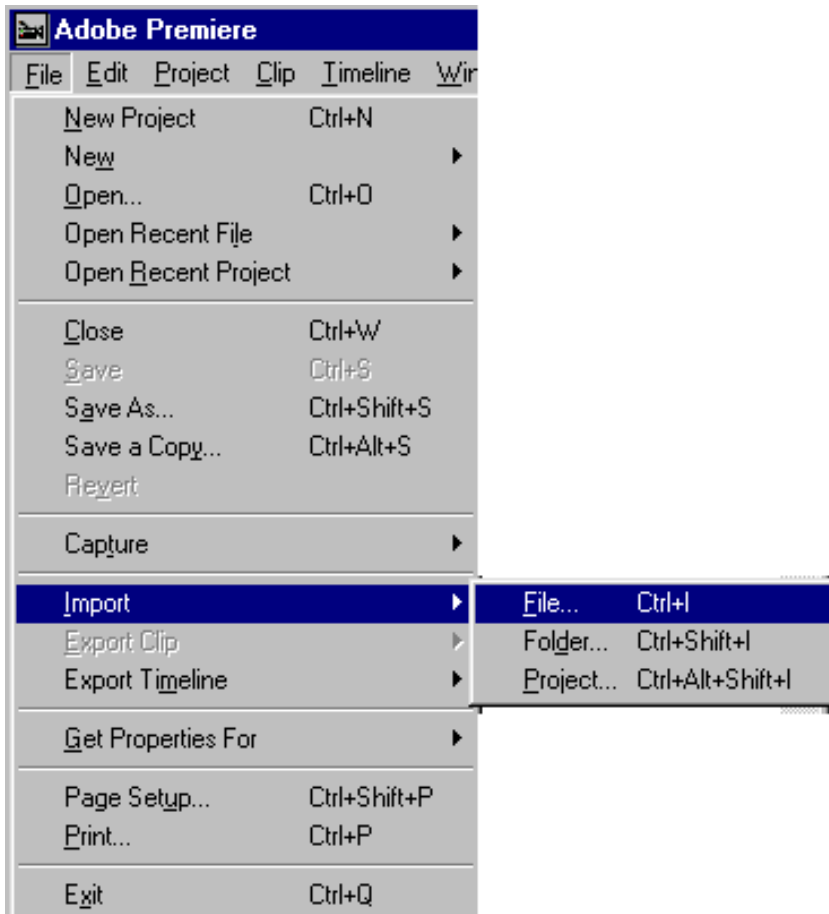 Adobe Premiere
File Edit Project Clip Timeline Wir
New Project Ctrl+N
New
Open... Ctrl+O
Open Recent File
Open Recent Project
Close Ctrl+W
Save Ctrl+S
Save As... Ctrl+Shift+S
Save a Copy... Ctrl+Alt+S
Revert
Capture
Import File... Ctrl+I
Export Clip Folder... Ctrl+Shift+I
Export Timeline Project... Ctrl+Alt+Shift+I
Get Properties For
Page Setup... Ctrl+Shift+P
Print... Ctrl+P
Exit Ctrl+Q